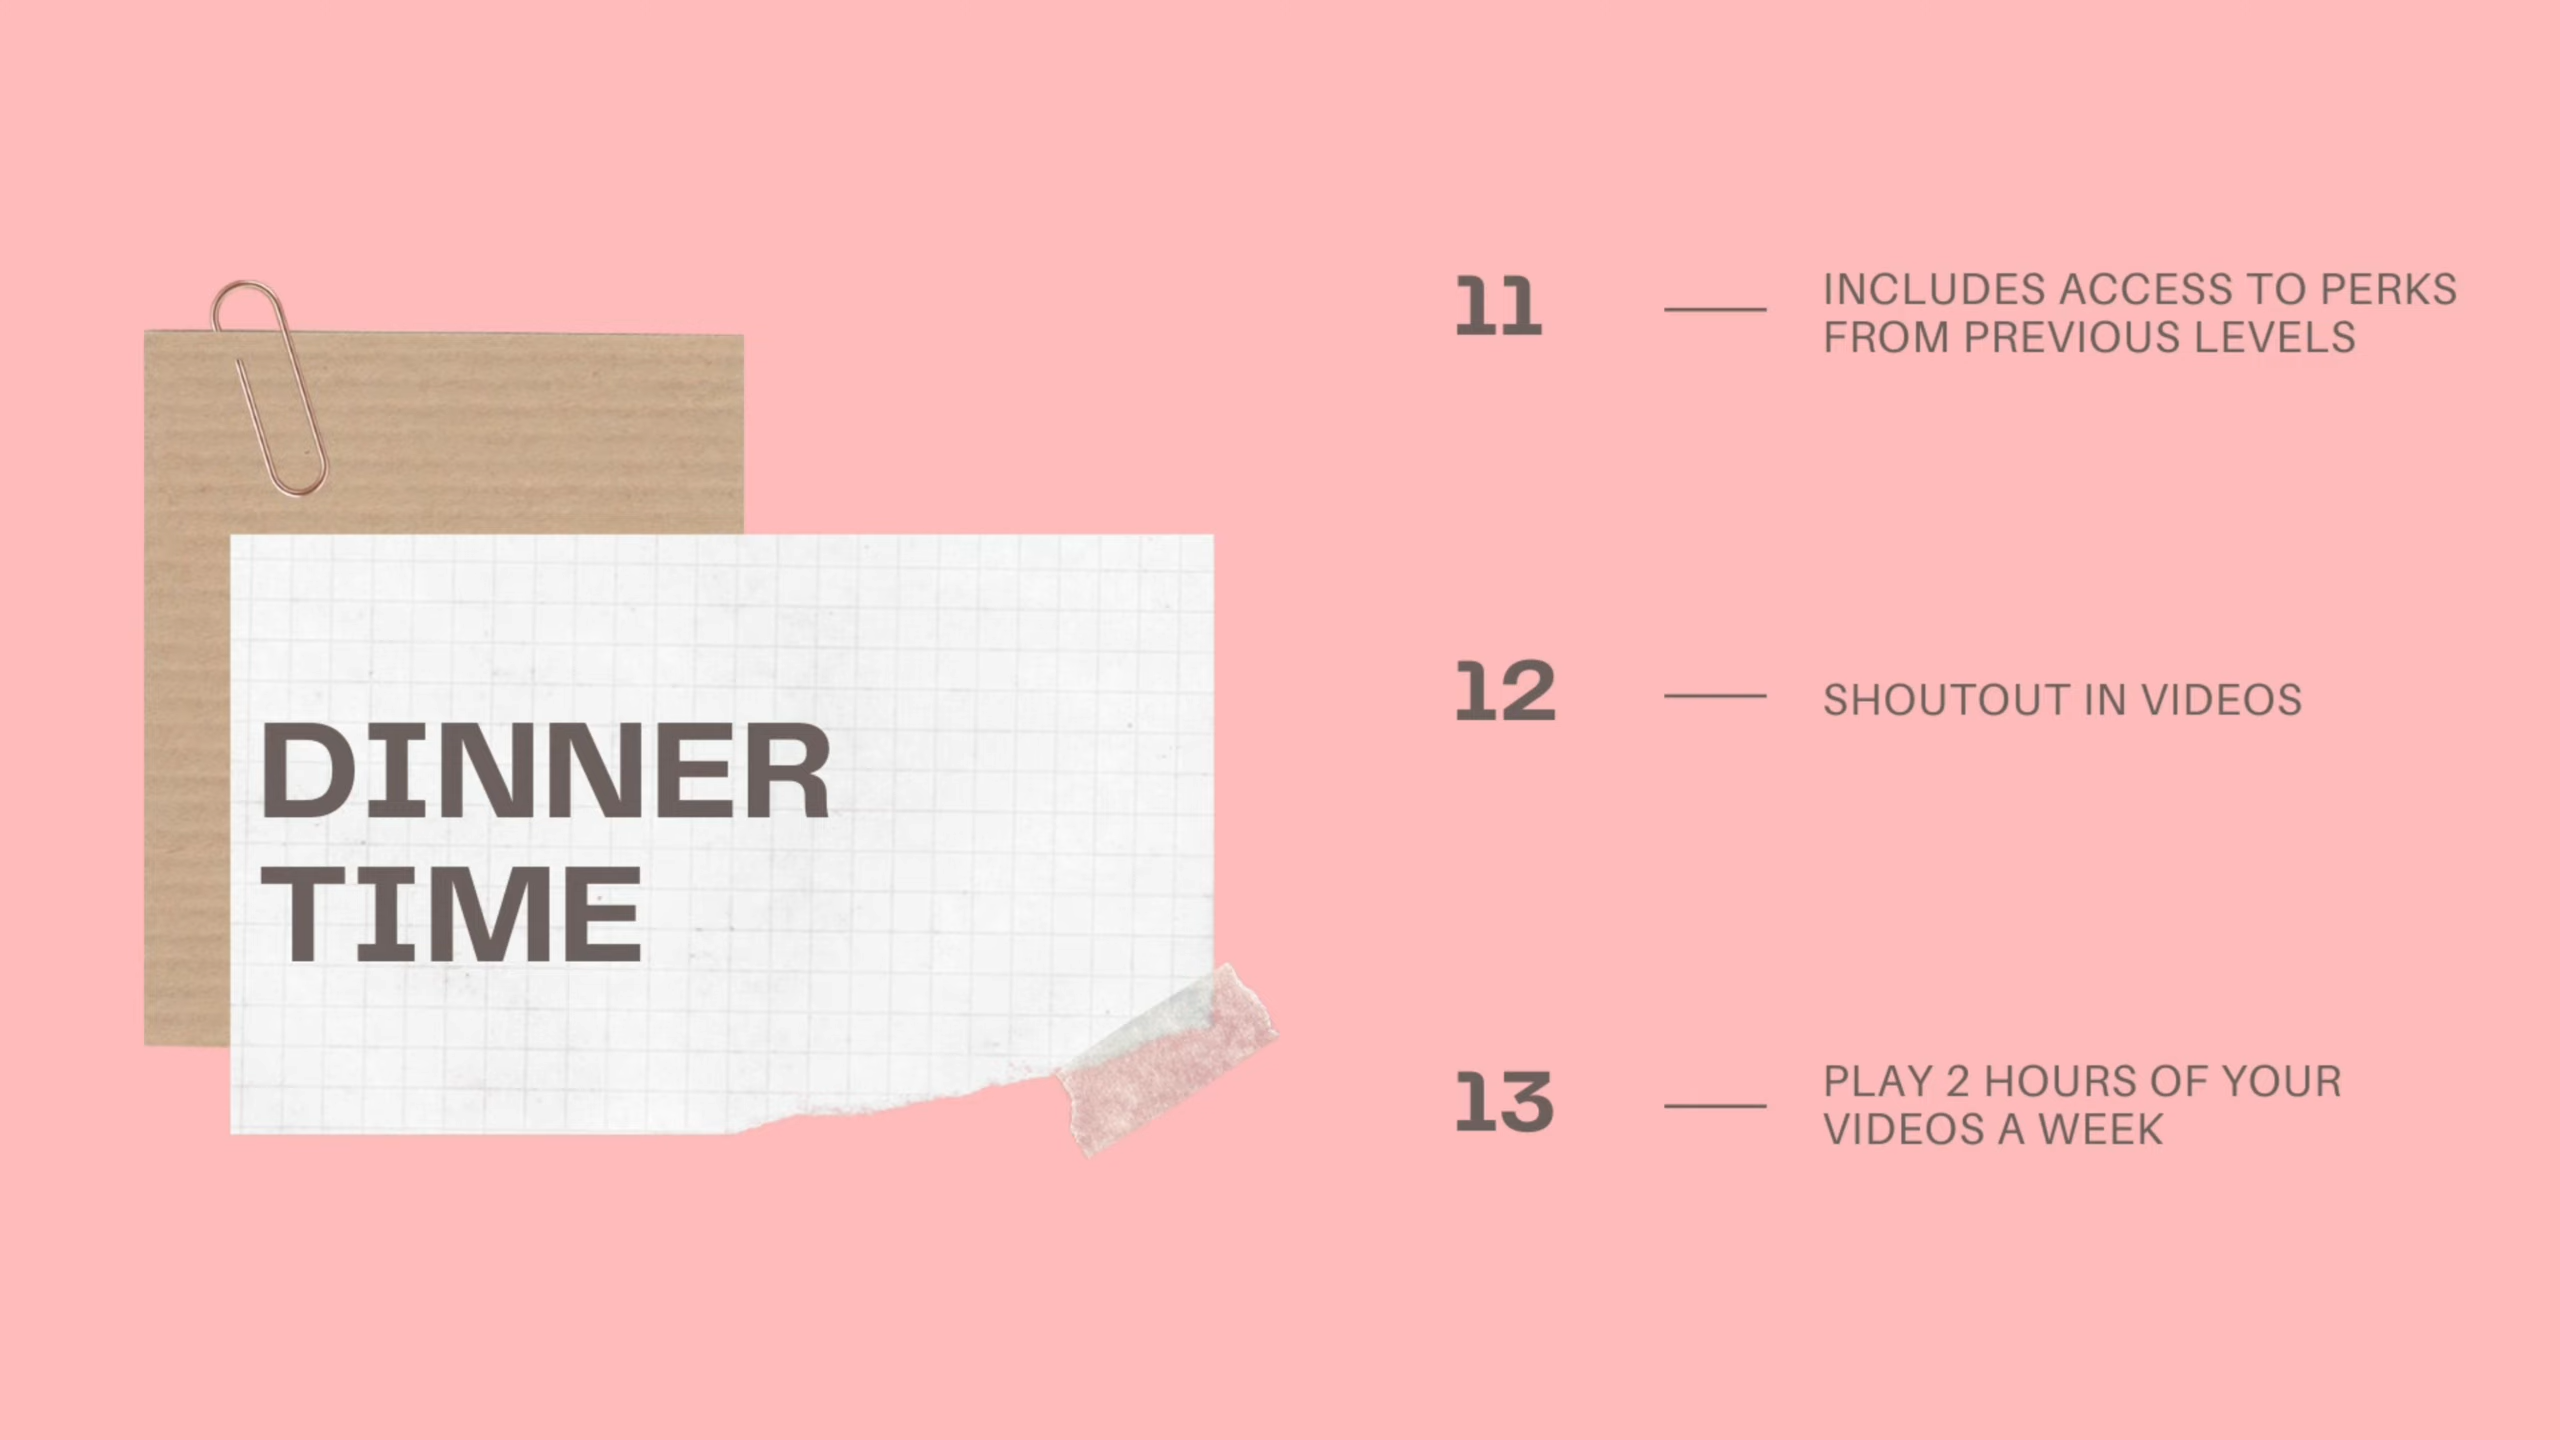 DINNER
TIME
11
INCLUDES ACCESS TO PERKS
FROM PREVIOUS LEVELS
12
SHOUTOUT IN VIDEOS
13
PLAY 2 HOURS OF YOUR
VIDEOS A WEEK